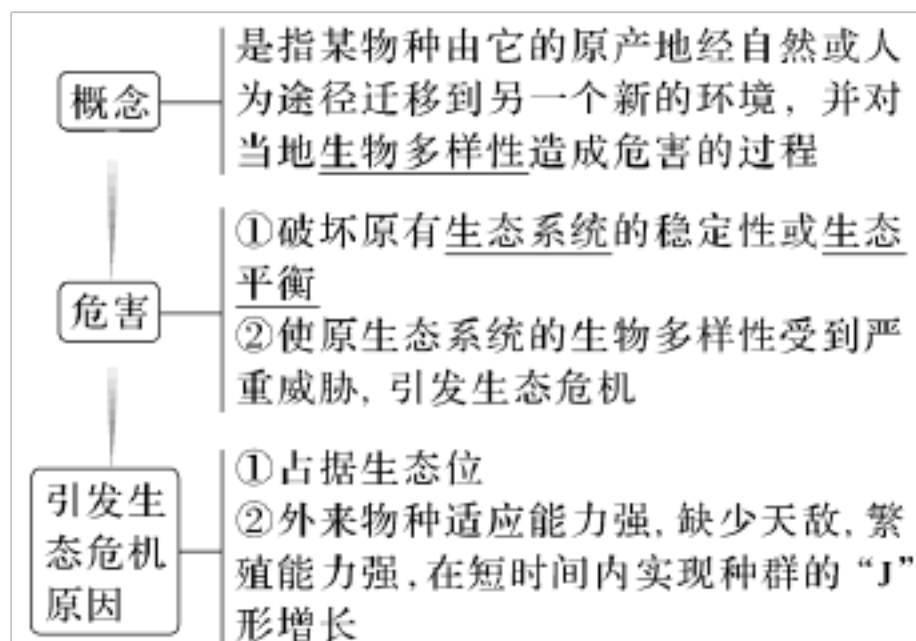 概念
是指某物种由它的原产地经自然或人
为途径迁移到另一个新的环境，并对
当地生物多样性造成危害的过程
危害
①破坏原有生态系统的稳定性或生态
平衡
②使原生态系统的生物多样性受到严
重威胁，引发生态危机
引发生
态危机
原因
①占据生态位
②外来物种适应能力强，缺少天敌，繁
殖能力强，在短时间内实现种群的“J”
形增长